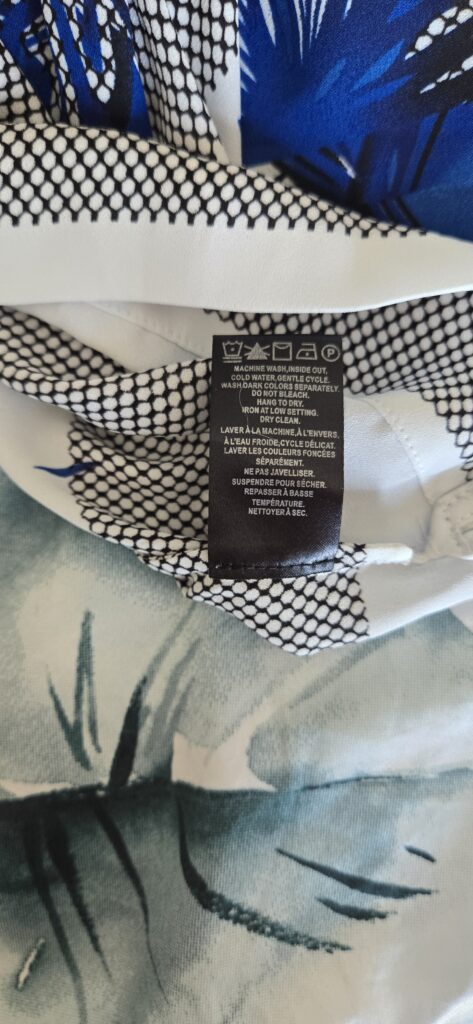 P
MACHINE WASH,INSIDE OUT,
COLD WATER,GENTLE CYCLE.
WASH DARK COLORS SEPARATELY.
DO NOT BLEACH.
HANG TO DRY.
IRON AT LOW SETTING.
DRY CLEAN.
LAVER À LA MACHINE,À L'ENVERS,
À L'EAU FROIDE,CYCLE DÉLICAT.
LAVER LES COULEURS FONCÉES
SÉPARÉMENT.
NE PAS JAVELLISER.
SUSPENDRE POUR SÉCHER.
REPASSER À BASSE
TEMPÉRATURE.
NETTOYER À SEC.